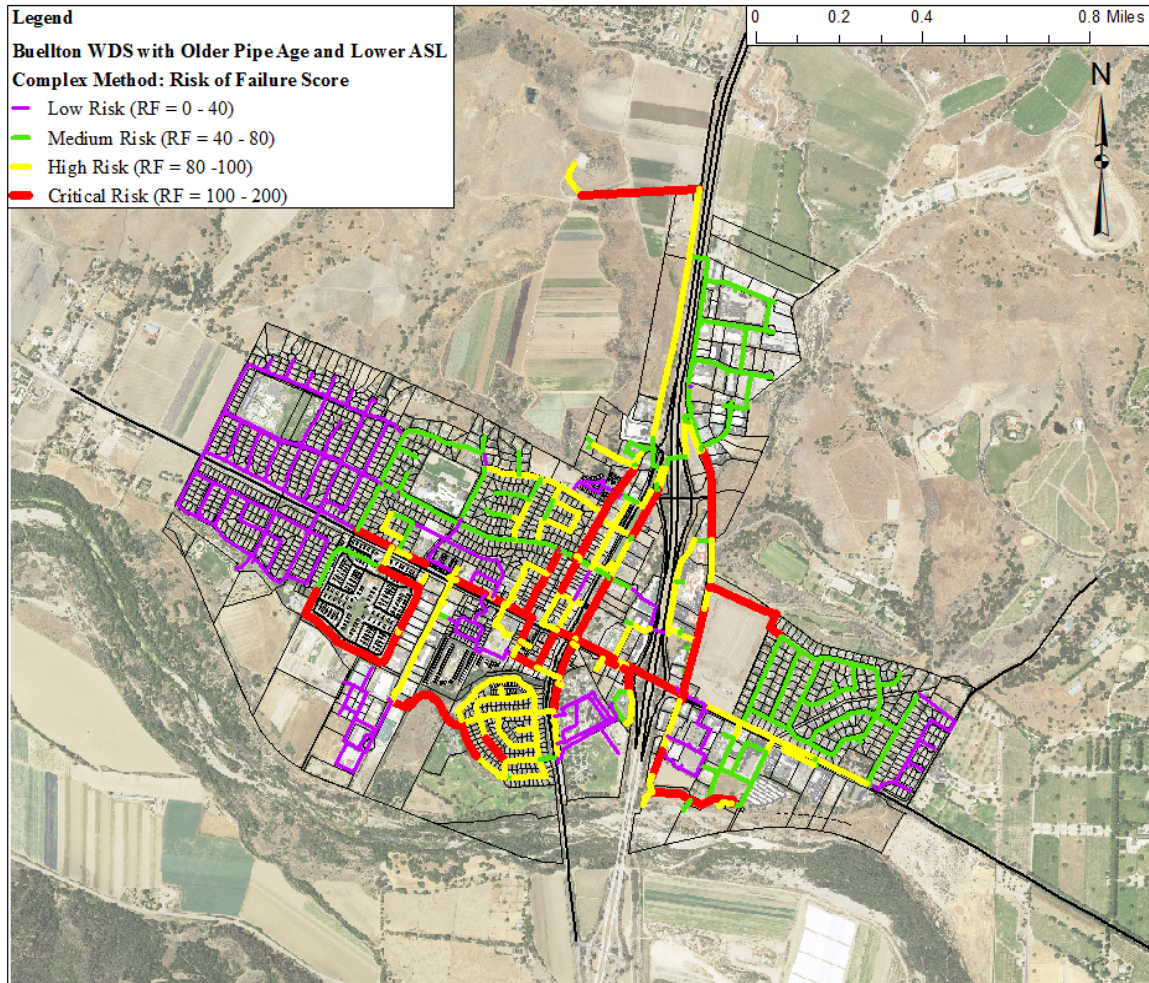 Legend
Buellton WDS with Older Pipe Age and Lower ASL
Complex Method: Risk of Failure Score
Low Risk (RF = 0 - 40)
Medium Risk (RF = 40 - 80)
High Risk (RF = 80 -100)
Critical Risk (RF = 100 - 200)
0 0.2 0.4 0.8 Miles
N